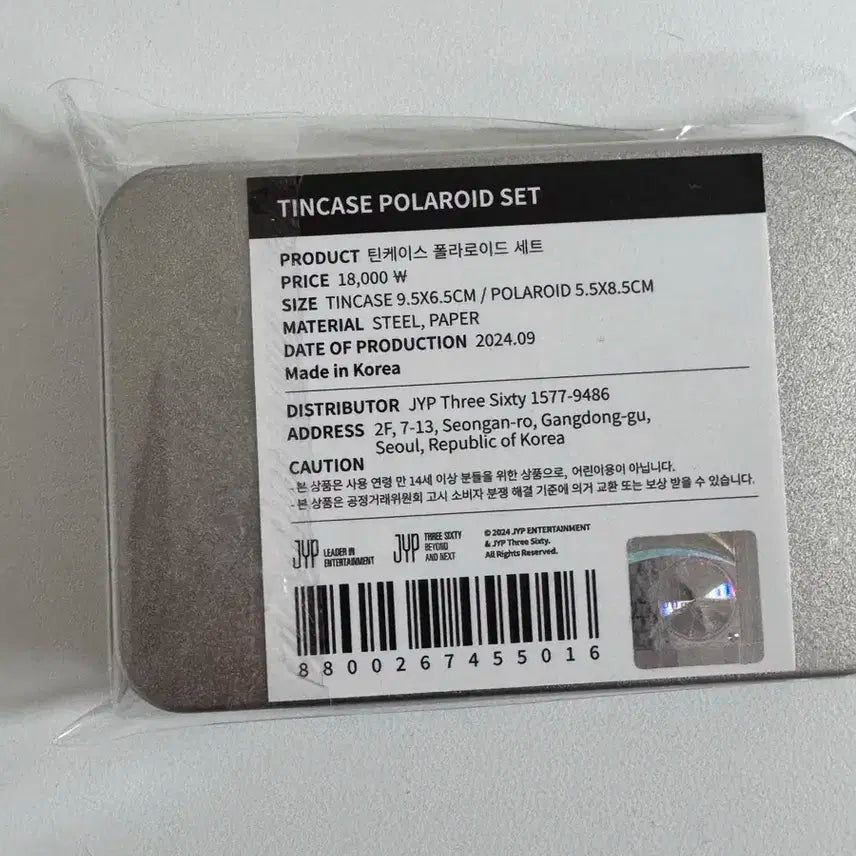 TINCASE POLAROID SET
PRODUCT 틴케이스 폴라로이드 세트
PRICE 18,000 ₩
SIZE TINCASE 9.5X6.5CM / POLAROID 5.5X8.5CM
MATERIAL STEEL, PAPER
DATE OF PRODUCTION 2024.09
Made in Korea
DISTRIBUTOR JYP Three Sixty 1577-9486
ADDRESS 2F, 7-13, Seongan-ro, Gangdong-gu,
Seoul, Republic of Korea
CAUTION
- 본 상품은 사용 연령 만 14세 이상 분들을 위한 상품으로, 어린이용이 아닙니다.
- 본 상품은 공정거래위원회 고시 소비자 분쟁 해결 기준에 의거 교환 또는 보상 받을 수 있습니다.
JYP LEADER IN
ENTERTAINMENT
JYP THREE SIXTY
BEYOND
AND NEXT
© 2024 JYP ENTERTAINMENT
& JYP Three Sixty.
All Rights Reserved.
8800267455016